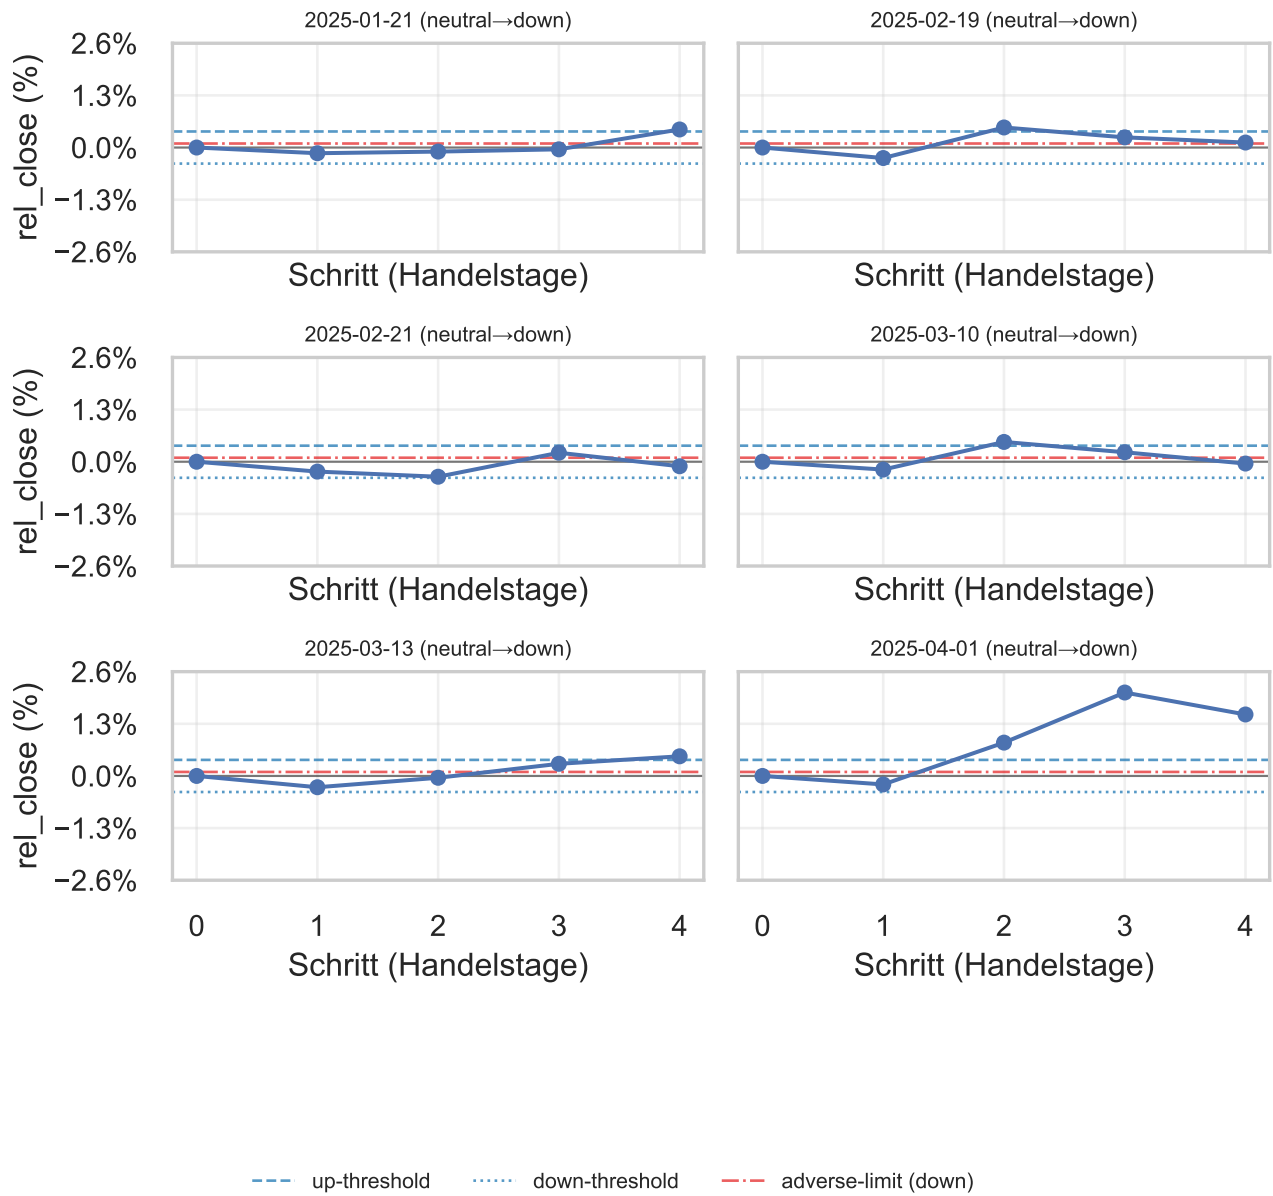 2025-01-21 (neutral→down)
2025-02-19 (neutral→down)
rel_close (%)
2.6%
1.3%
0.0%
−1.3%
−2.6%
Schritt (Handelstage)
Schritt (Handelstage)
2025-02-21 (neutral→down)
2025-03-10 (neutral→down)
rel_close (%)
2.6%
1.3%
0.0%
−1.3%
−2.6%
Schritt (Handelstage)
Schritt (Handelstage)
2025-03-13 (neutral→down)
2025-04-01 (neutral→down)
rel_close (%)
2.6%
1.3%
0.0%
−1.3%
−2.6%
0 1 2 3 4
0 1 2 3 4
Schritt (Handelstage)
Schritt (Handelstage)
up-threshold down-threshold adverse-limit (down)